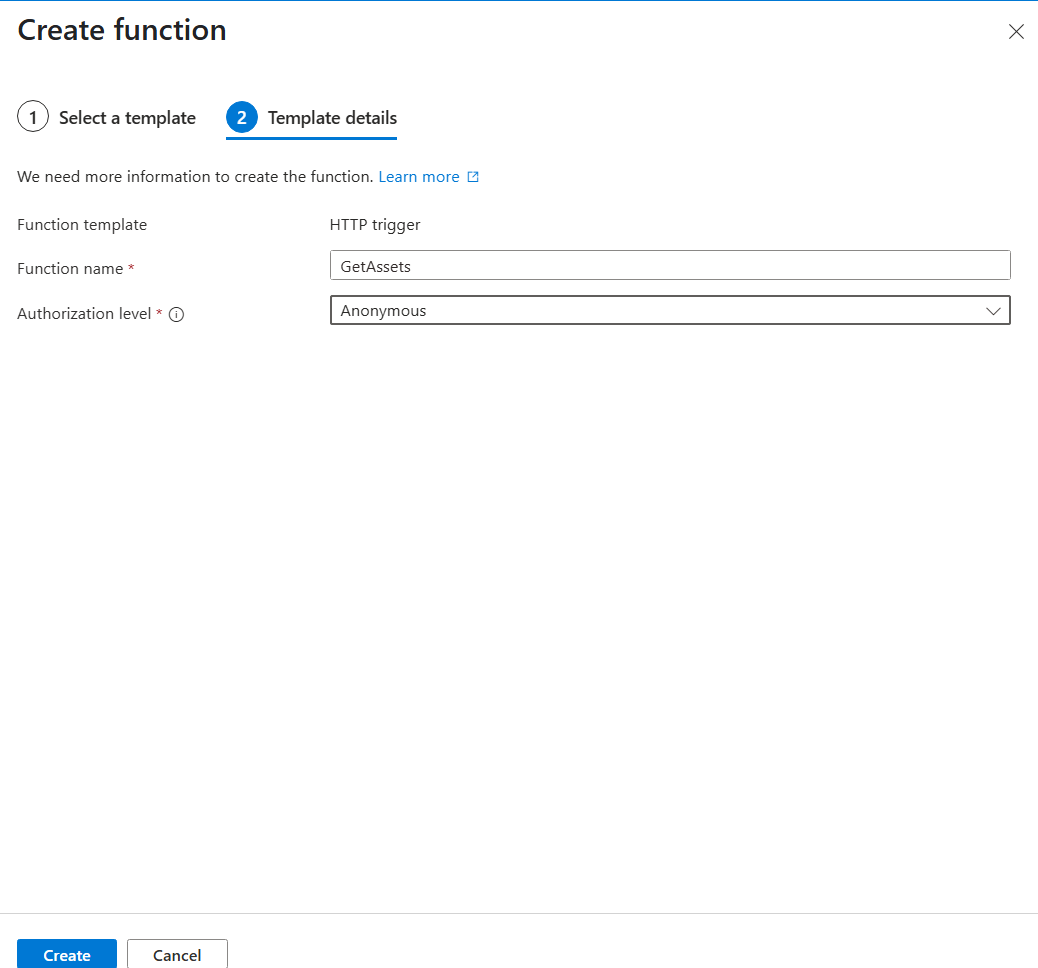 Create function
1 Select a template 2 Template details
We need more information to create the function. Learn more
Function template HTTP trigger
Function name * GetAssets
Authorization level * Anonymous
Create Cancel